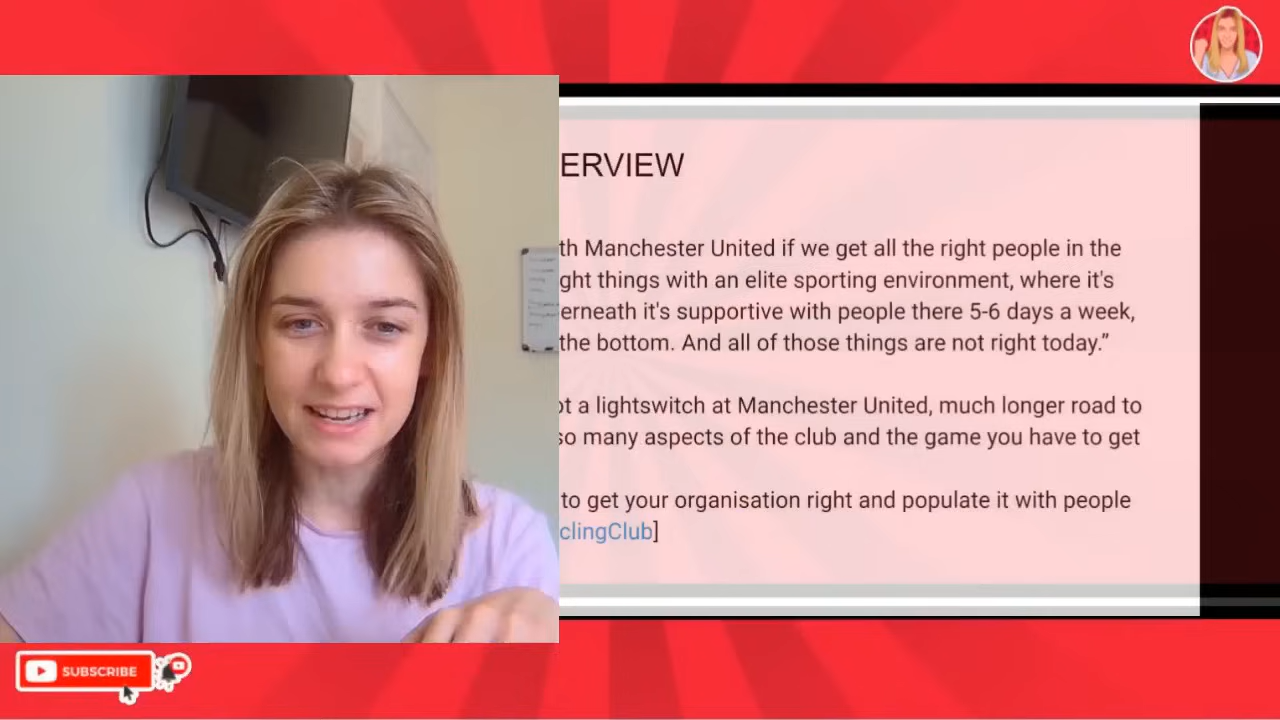 ERVIEW
th Manchester United if we get all the right people in the
ght things with an elite sporting environment, where it's
erneath it's supportive with people there 5-6 days a week,
the bottom. And all of those things are not right today.”
ot a lightswitch at Manchester United, much longer road to
so many aspects of the club and the game you have to get
to get your organisation right and populate it with people
clingClub]
SUBSCRIBE